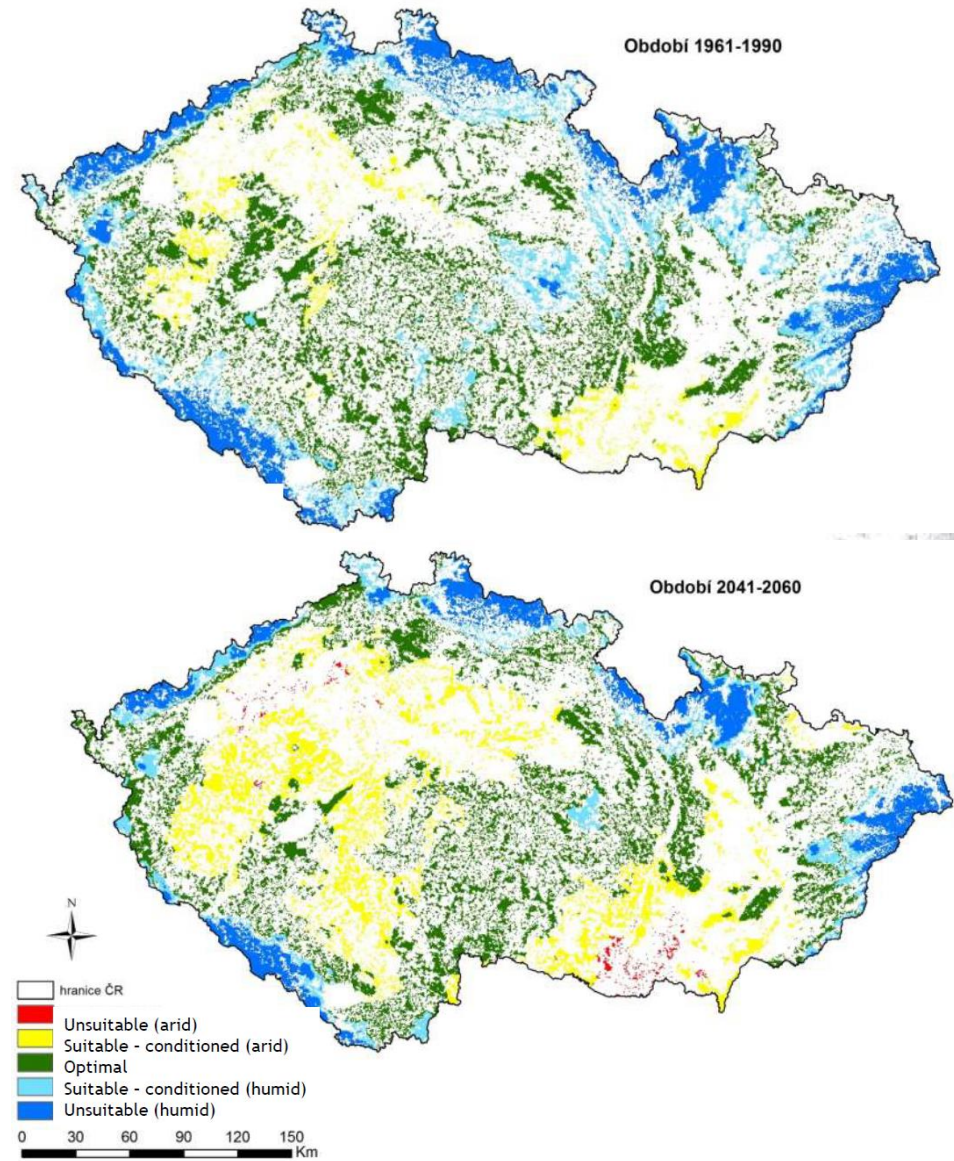 Období 1961-1990
Období 2041-2060
N
hranice ČR
Unsuitable (arid)
Suitable - conditioned (arid)
Optimal
Suitable - conditioned (humid)
Unsuitable (humid)
0 30 60 90 120 150
Km